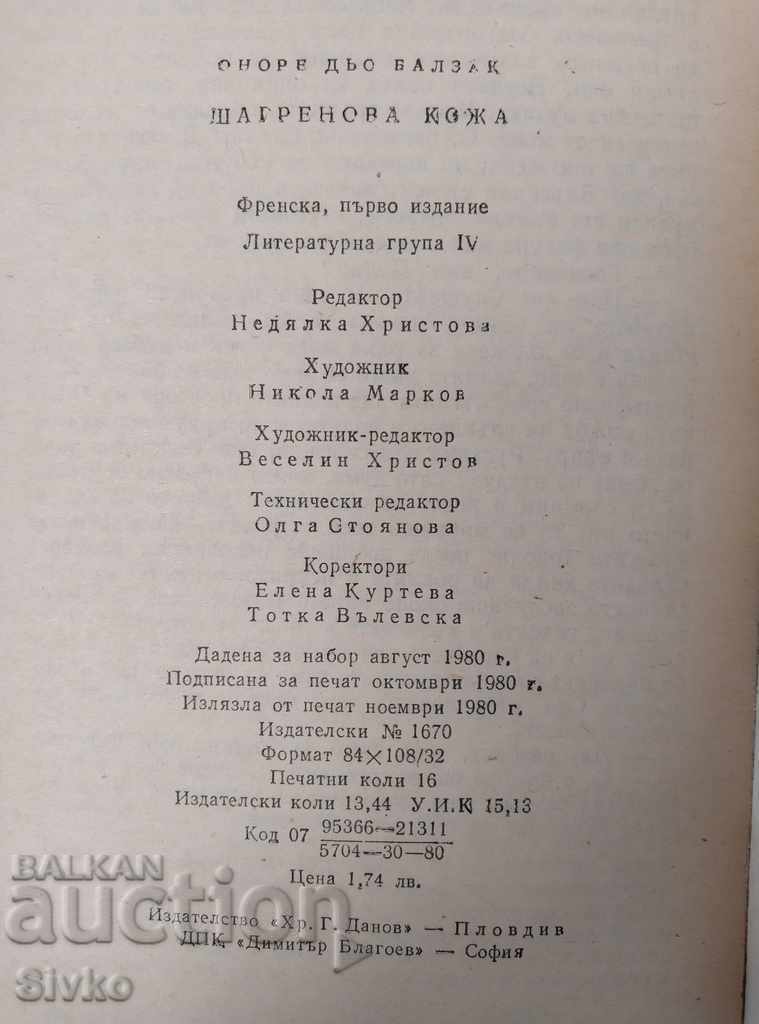 ОНОРЕ ДЬО БАЛЗАК
ШАГРЕНОВА КОЖА
Френска, първо издание
Литературна група IV
Редактор
Недялка Христова
Художник
Никола Марков
Художник-редактор
Веселин Христов
Технически редактор
Олга Стоянова
Коректори
Елена Куртева
Тотка Вълевска
Дадена за набор август 1980 г.
Подписана за печат октомври 1980 г.
Излязла от печат ноември 1980 г.
Издателски № 1670
Формат 84×108/32
Печатни коли 16
Издателски коли 13,44 У.И.К 15,13
Код 07 95366—21311
5704—30—80
Цена 1,74 лв.
Издателство «Хр. Г. Данов» — Пловдив
ДПК «Димитър Благоев» — София
BALKAN
auction
Sivko